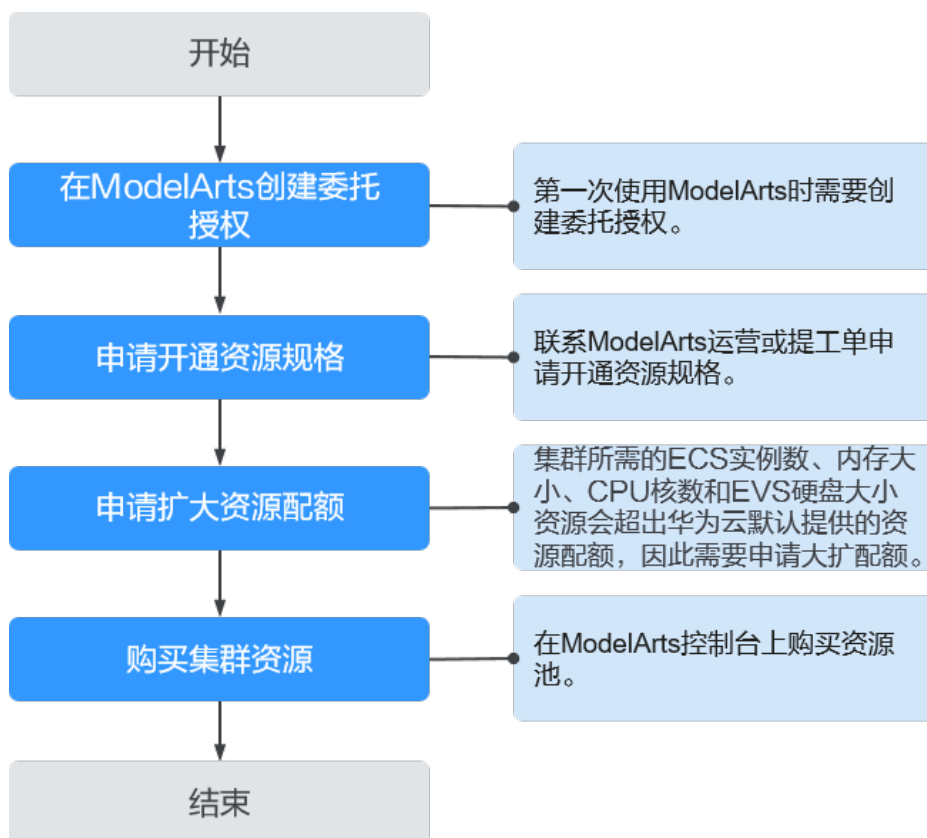 开始
在ModelArts创建委托
授权
第一次使用ModelArts时需要创
建委托授权。
申请开通资源规格
联系ModelArts运营或提工单申
请开通资源规格。
申请扩大资源配额
集群所需的ECS实例数、内存大
小、CPU核数和EVS硬盘大小
资源会超出华为云默认提供的资
源配额，因此需要申请大扩配额。
购买集群资源
在ModelArts控制台上购买资源
池。
结束